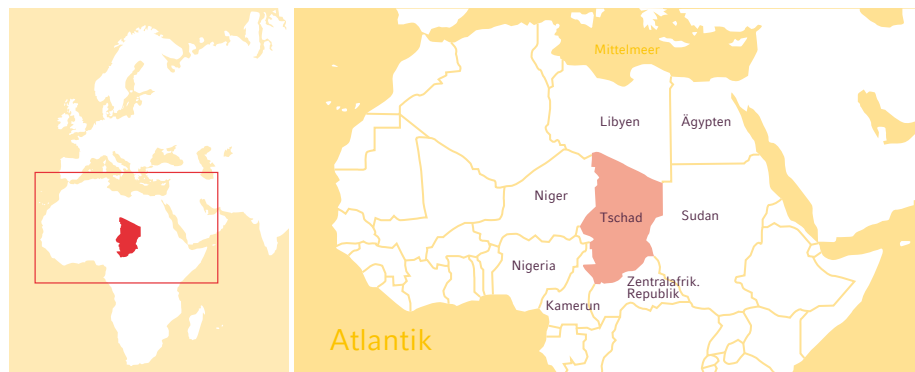 Mittelmeer
Libyen
Ägypten
Niger
Tschad
Sudan
Nigeria
Zentralafrik.
Republik
Kamerun
Atlantik